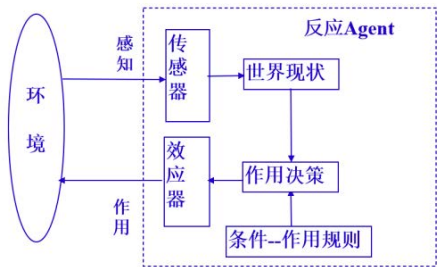 反应Agent
环境
感知
传感器
世界现状
效应器
作用决策
作用
条件--作用规则